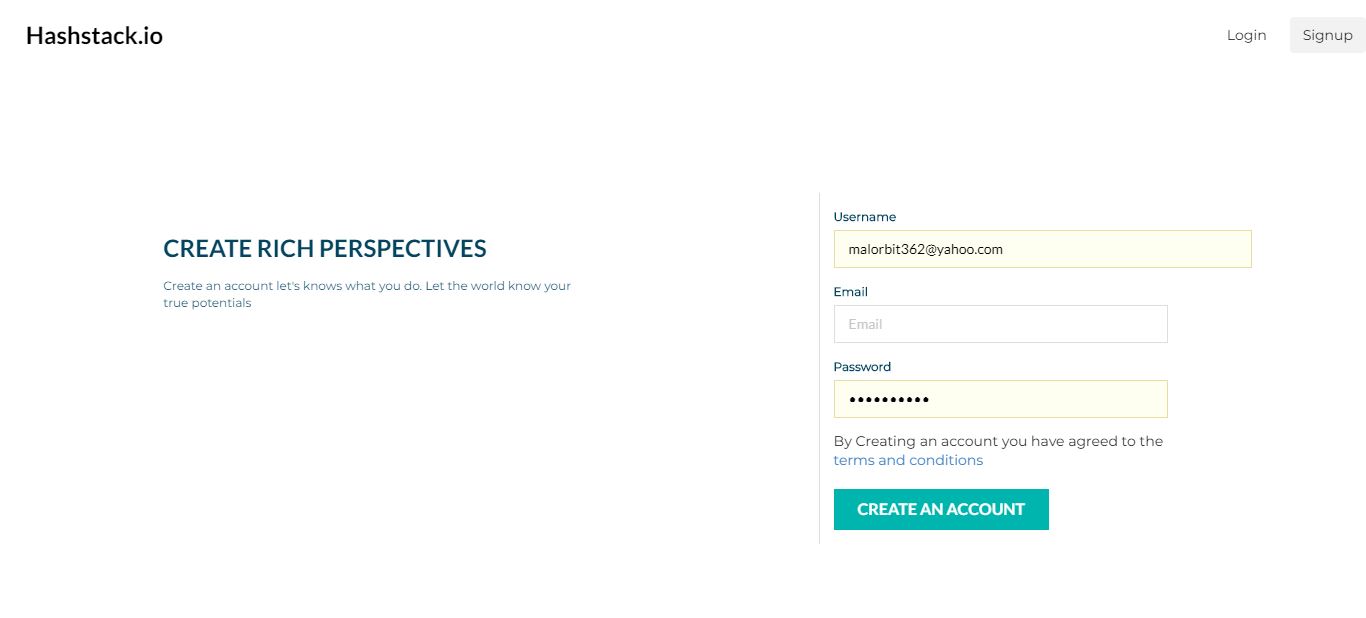 Hashstack.io
Login
Signup
CREATE RICH PERSPECTIVES
Create an account let's knows what you do. Let the world know your
true potentials
Username
malorbit362@yahoo.com
Email
Email
Password
••••••••••
By Creating an account you have agreed to the
terms and conditions
CREATE AN ACCOUNT